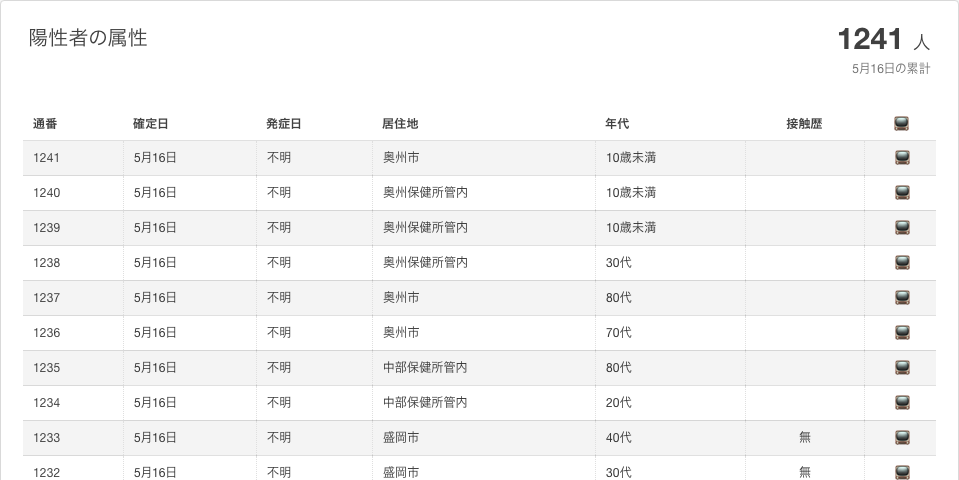 陽性者の属性
1241 人
5月16日の累計
通番 確定日 発症日 居住地 年代 接触歴
1241 5月16日 不明 奥州市 10歳未満
1240 5月16日 不明 奥州保健所管内 10歳未満
1239 5月16日 不明 奥州保健所管内 10歳未満
1238 5月16日 不明 奥州保健所管内 30代
1237 5月16日 不明 奥州市 80代
1236 5月16日 不明 奥州市 70代
1235 5月16日 不明 中部保健所管内 80代
1234 5月16日 不明 中部保健所管内 20代
1233 5月16日 不明 盛岡市 40代 無
1232 5月16日 不明 盛岡市 30代 無